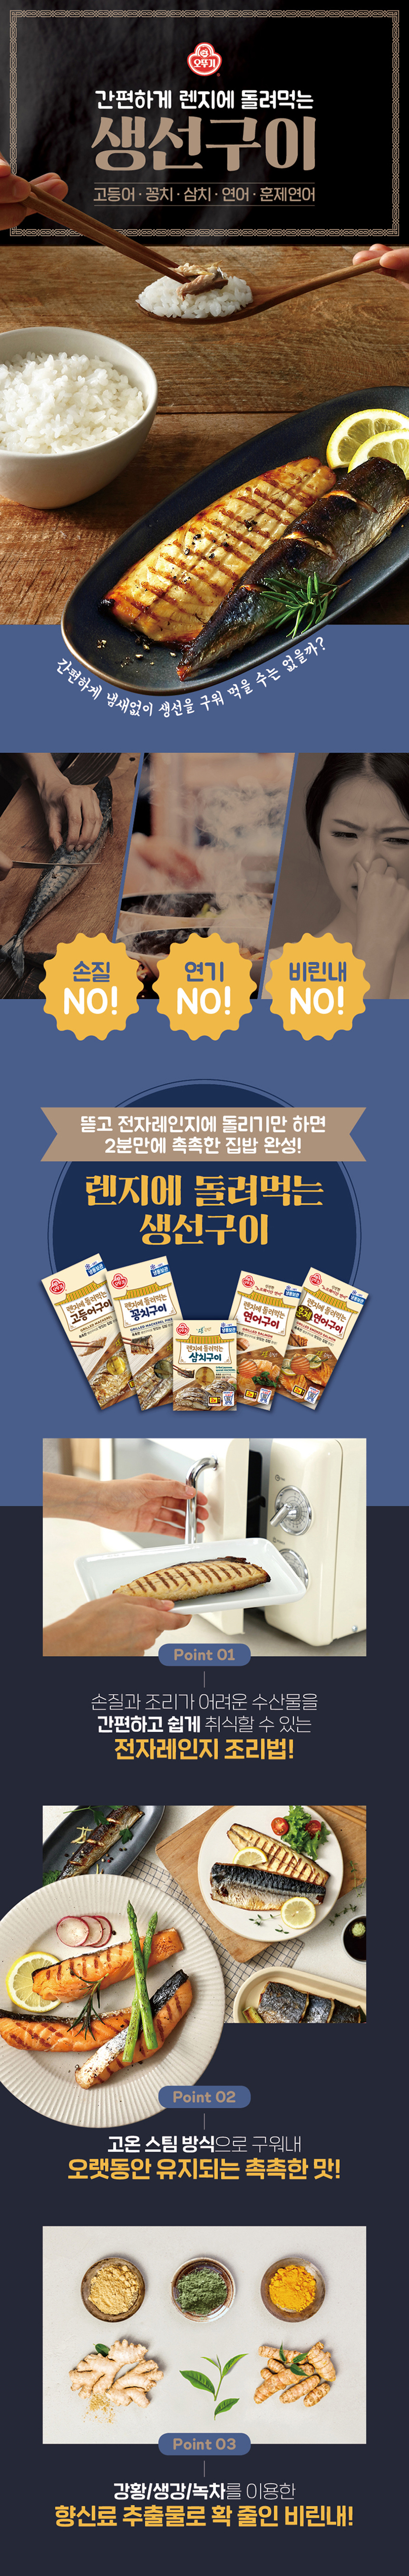 오뚜기
간편하게 렌지에 돌려먹는
생선구이
고등어·꽁치·삼치·연어·훈제연어
간편하게 냄새없이 생선을 구워 먹을 수는 없을까?
손질
NO!
연기
NO!
비린내
NO!
뜯고 전자레인지에 돌리기만 하면
2분만에 촉촉한 집밥 완성!
렌지에 돌려먹는
생선구이
렌지에 돌려먹는
고등어구이
렌지에 돌려먹는
꽁치구이
렌지에 돌려먹는
삼치구이
렌지에 돌려먹는
연어구이
렌지에 돌려먹는
연어구이
Point 01
손질과 조리가 어려운 수산물을
간편하고 쉽게 취식할 수 있는
전자레인지 조리법!
Point 02
고온 스팀 방식으로 구워내
오랫동안 유지되는 촉촉한 맛!
Point 03
강황/생강/녹차를 이용한
향신료 추출물로 확 줄인 비린내!